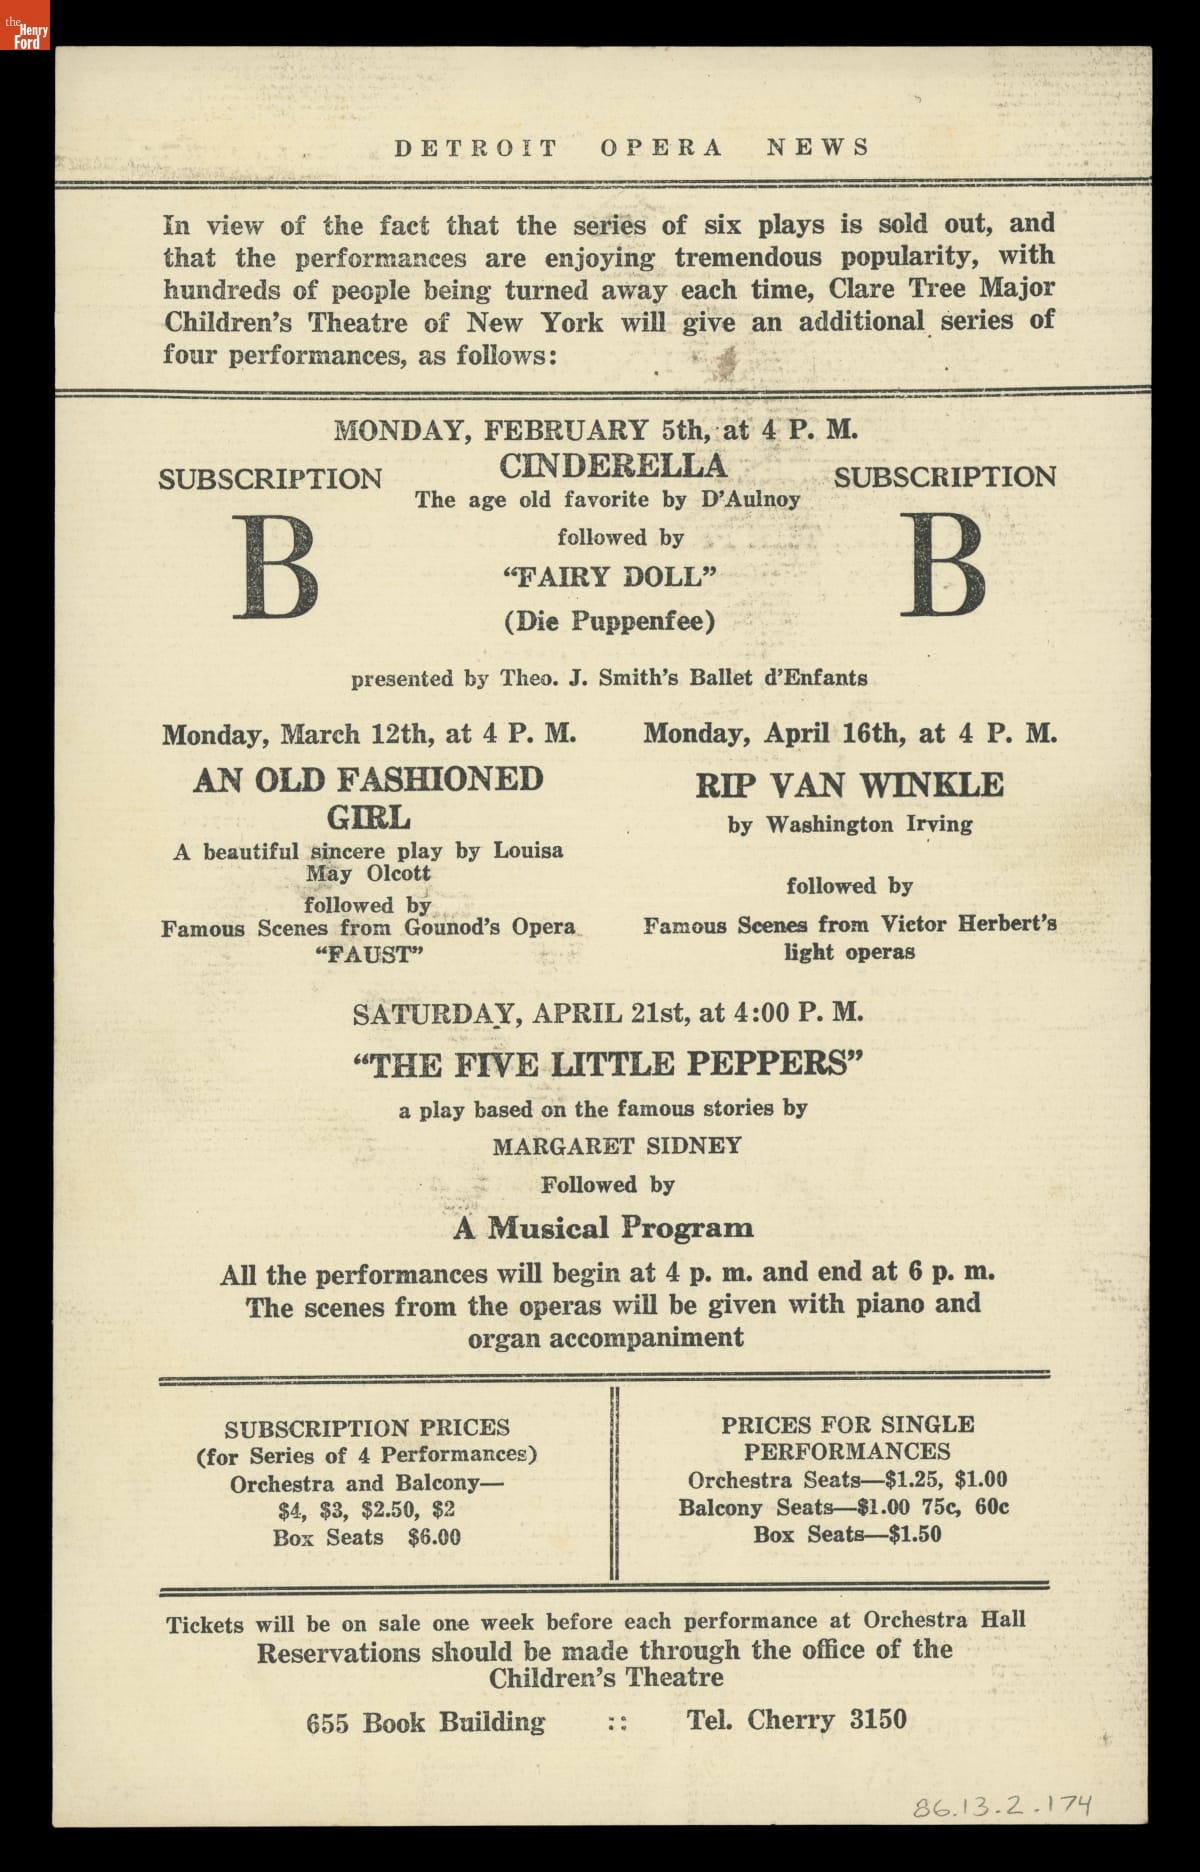 the
Henry
Ford
DETROIT OPERA NEWS
In view of the fact that the series of six plays is sold out, and
that the performances are enjoying tremendous popularity, with
hundreds of people being turned away each time, Clare Tree Major
Children's Theatre of New York will give an additional series of
four performances, as follows:
MONDAY, FEBRUARY 5th, at 4 P. M.
SUBSCRIPTION
B
CINDERELLA
The age old favorite by D'Aulnoy
followed by
"FAIRY DOLL"
(Die Puppenfee)
SUBSCRIPTION
B
presented by Theo. J. Smith's Ballet d'Enfants
Monday, March 12th, at 4 P. M.
AN OLD FASHIONED
GIRL
A beautiful sincere play by Louisa
May Olcott
followed by
Famous Scenes from Gounod's Opera
"FAUST"
Monday, April 16th, at 4 P. M.
RIP VAN WINKLE
by Washington Irving
followed by
Famous Scenes from Victor Herbert's
light operas
SATURDAY, APRIL 21st, at 4:00 P. M.
"THE FIVE LITTLE PEPPERS"
a play based on the famous stories by
MARGARET SIDNEY
Followed by
A Musical Program
All the performances will begin at 4 p. m. and end at 6 p. m.
The scenes from the operas will be given with piano and
organ accompaniment
SUBSCRIPTION PRICES
(for Series of 4 Performances)
Orchestra and Balcony—
$4, $3, $2.50, $2
Box Seats $6.00
PRICES FOR SINGLE
PERFORMANCES
Orchestra Seats—$1.25, $1.00
Balcony Seats—$1.00 75c, 60c
Box Seats—$1.50
Tickets will be on sale one week before each performance at Orchestra Hall
Reservations should be made through the office of the
Children's Theatre
655 Book Building :: Tel. Cherry 3150
86.13.2.174